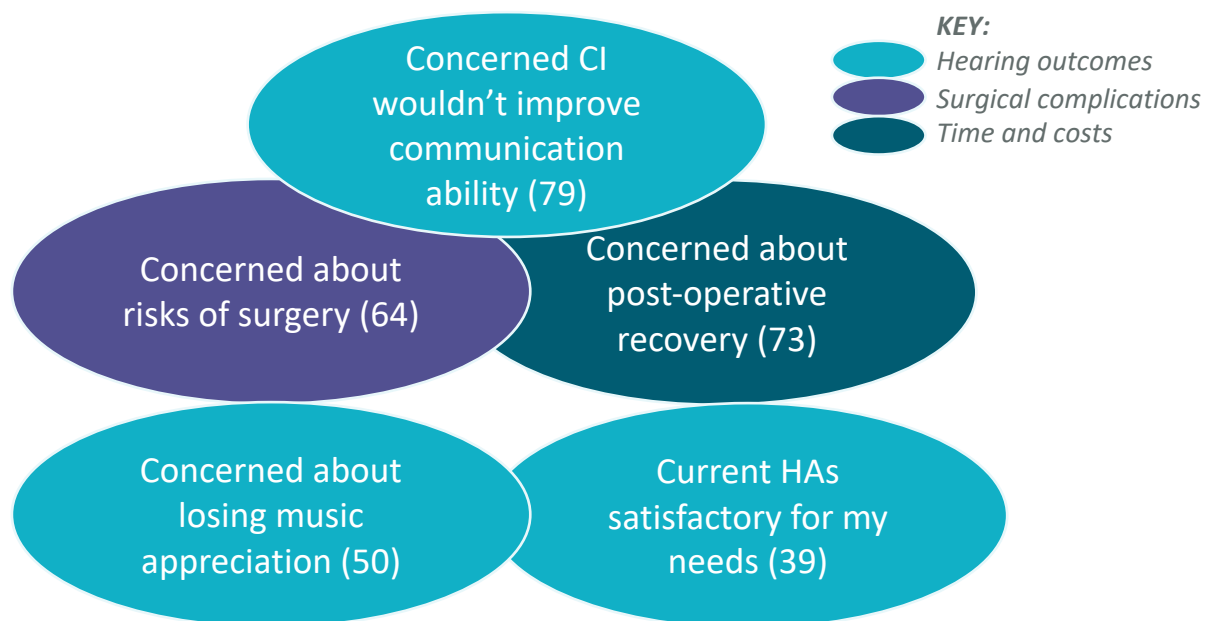 Concerned CI
wouldn’t improve
communication
ability (79)
KEY:
Hearing outcomes
Surgical complications
Time and costs
Concerned about
risks of surgery (64)
Concerned about
post-operative
recovery (73)
Concerned about
losing music
appreciation (50)
Current HAs
satisfactory for my
needs (39)